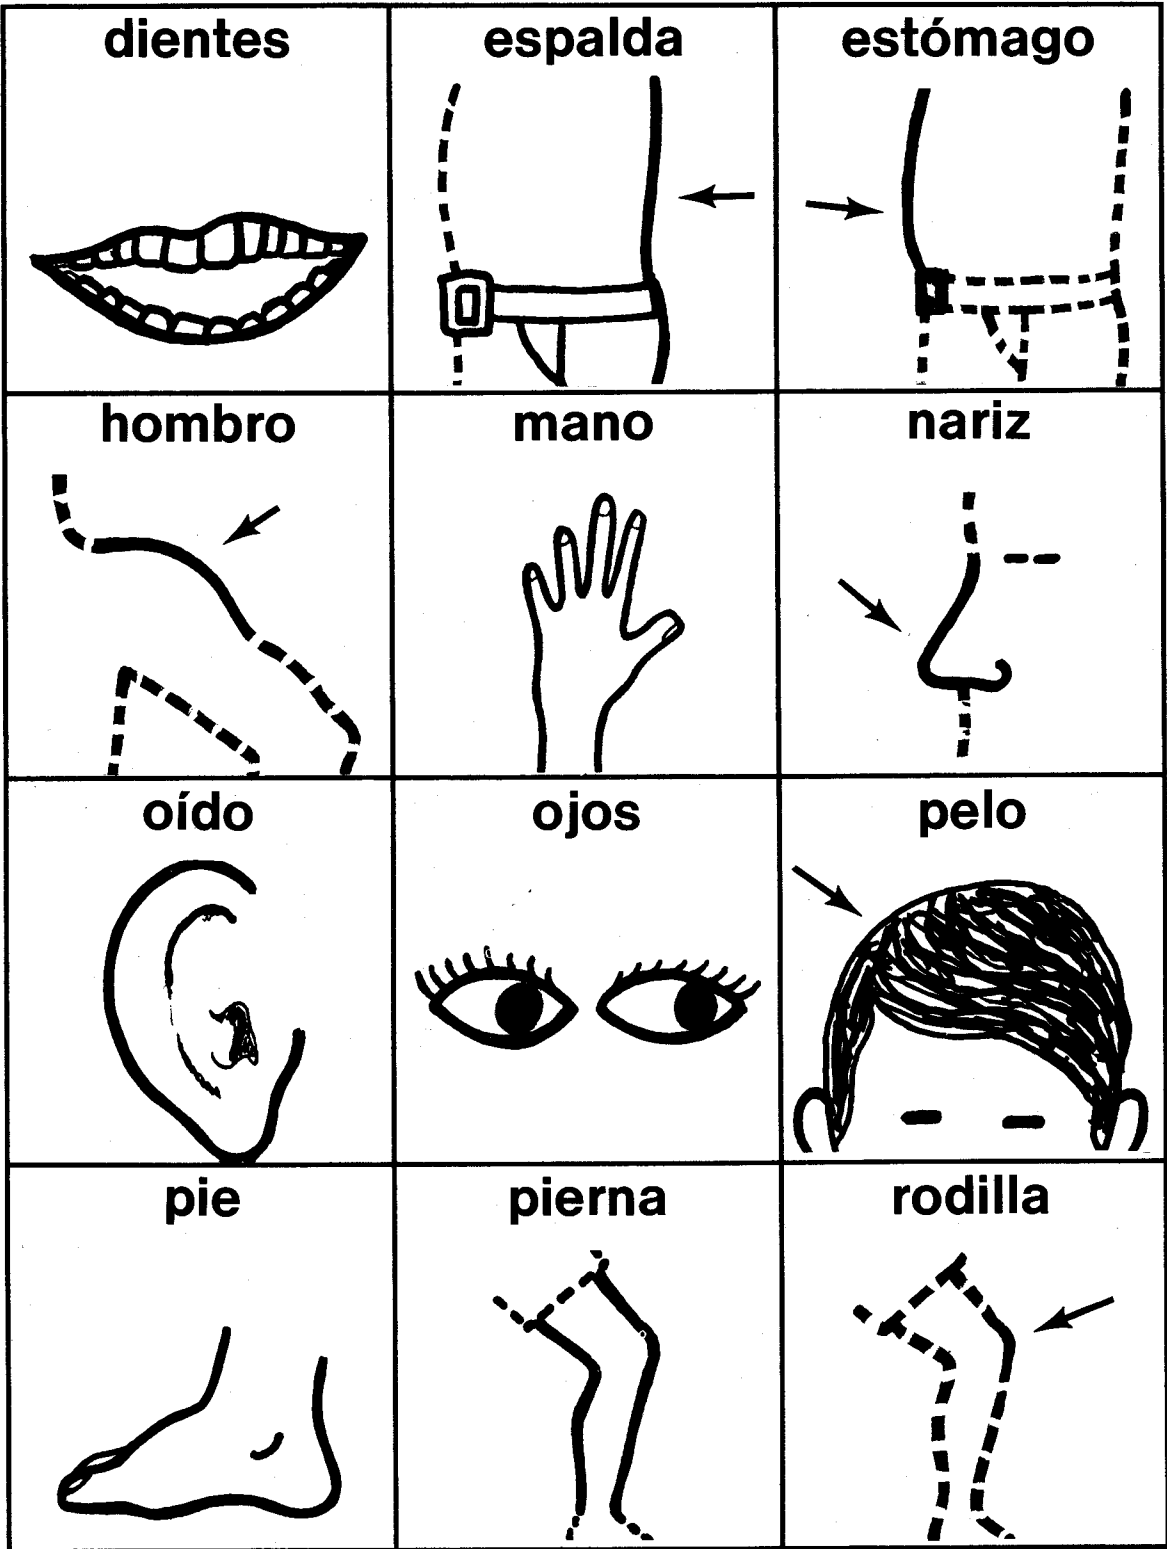 dientes
espalda
estómago
hombro
mano
nariz
oído
ojos
pelo
pie
pierna
rodilla